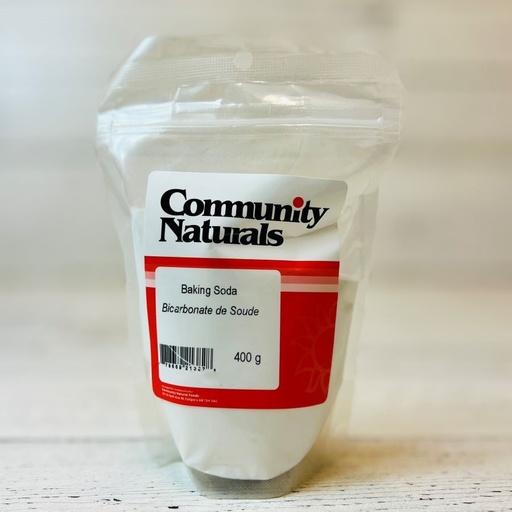 Community
Naturals
Baking Soda
Bicarbonate de Soude
400 g